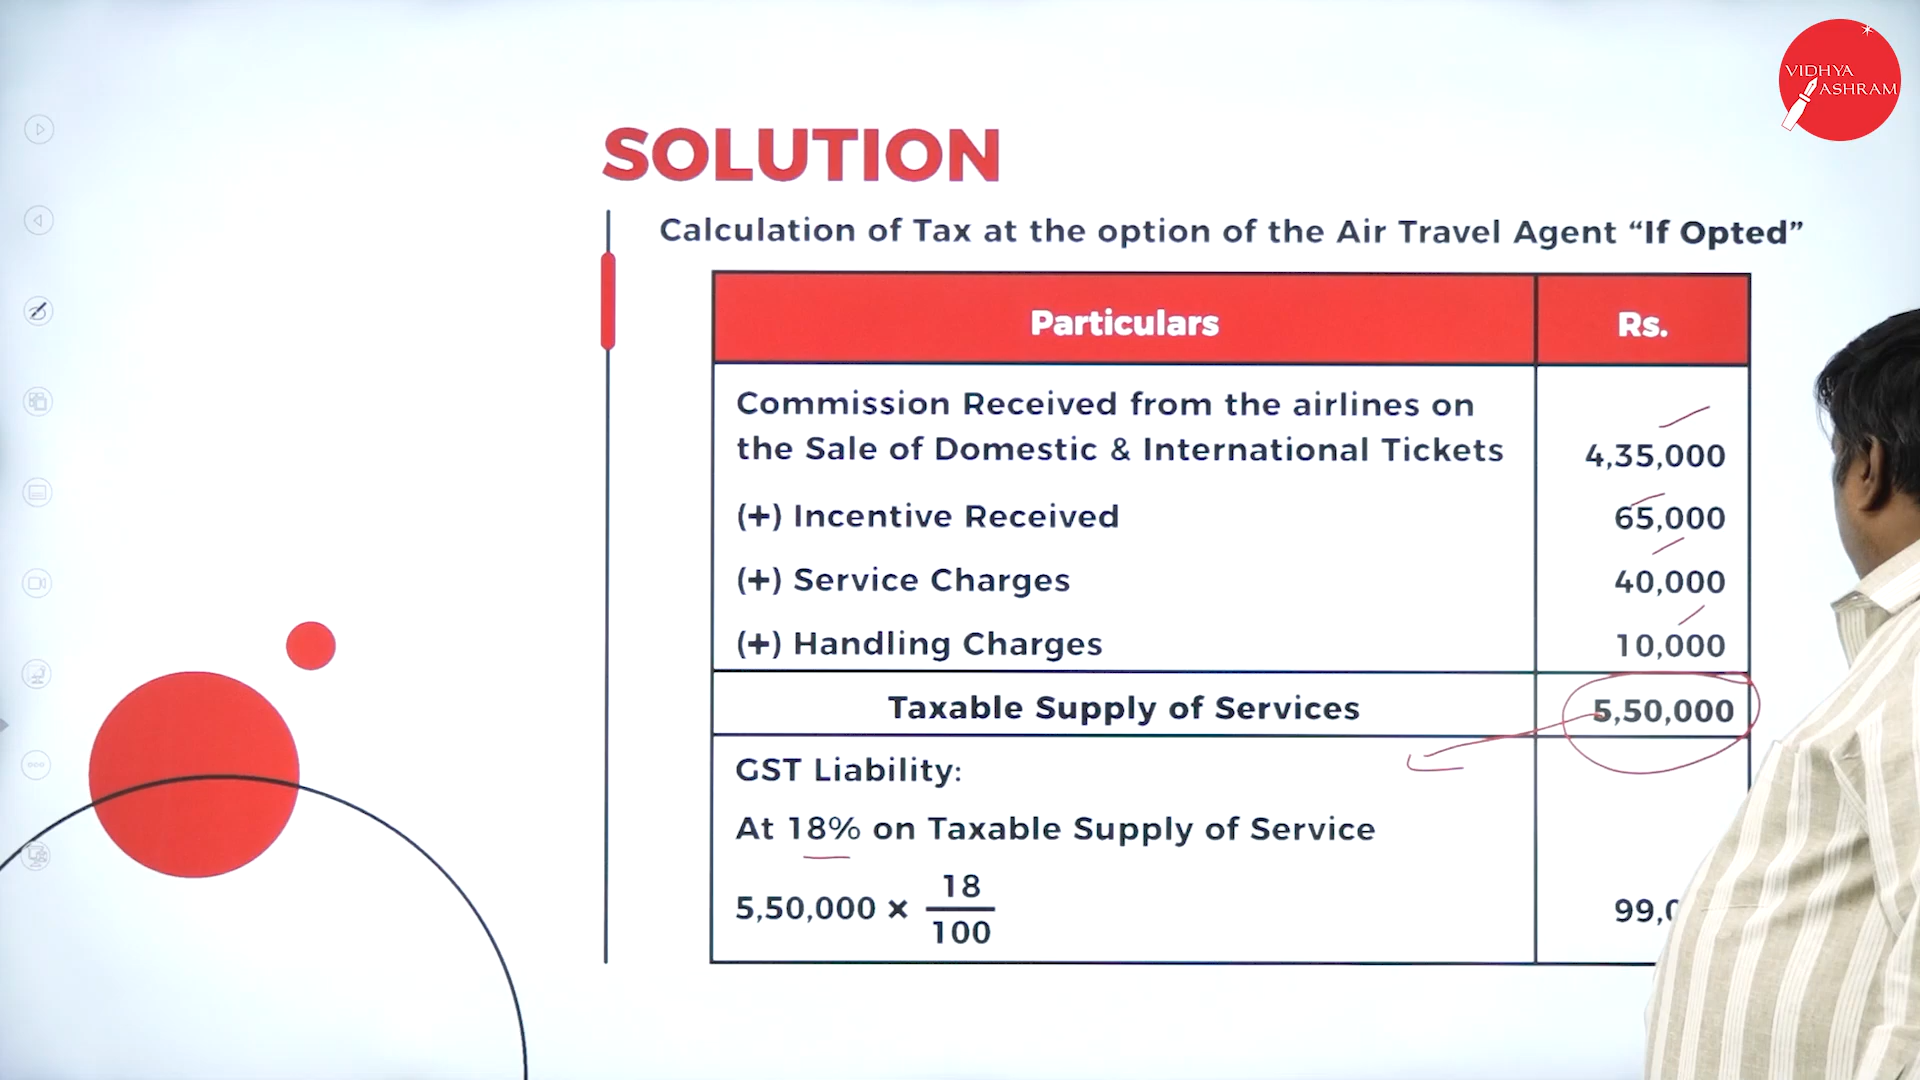 VIDHYA
ASHRAM
SOLUTION
Calculation of Tax at the option of the Air Travel Agent “If Opted”
Particulars Rs.
Commission Received from the airlines on
the Sale of Domestic & International Tickets 4,35,000
(+) Incentive Received 65,000
(+) Service Charges 40,000
(+) Handling Charges 10,000
Taxable Supply of Services 5,50,000
GST Liability:
At 18% on Taxable Supply of Service
5,50,000 × 18/100